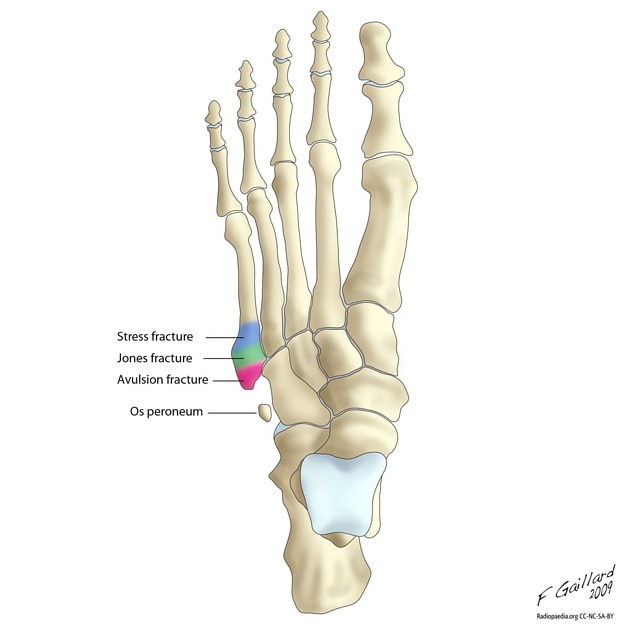 Stress fracture
Jones fracture
Avulsion fracture
Os peroneum
F Gaillard
2009
Radiopaedia.org CC-NC-SA-BY